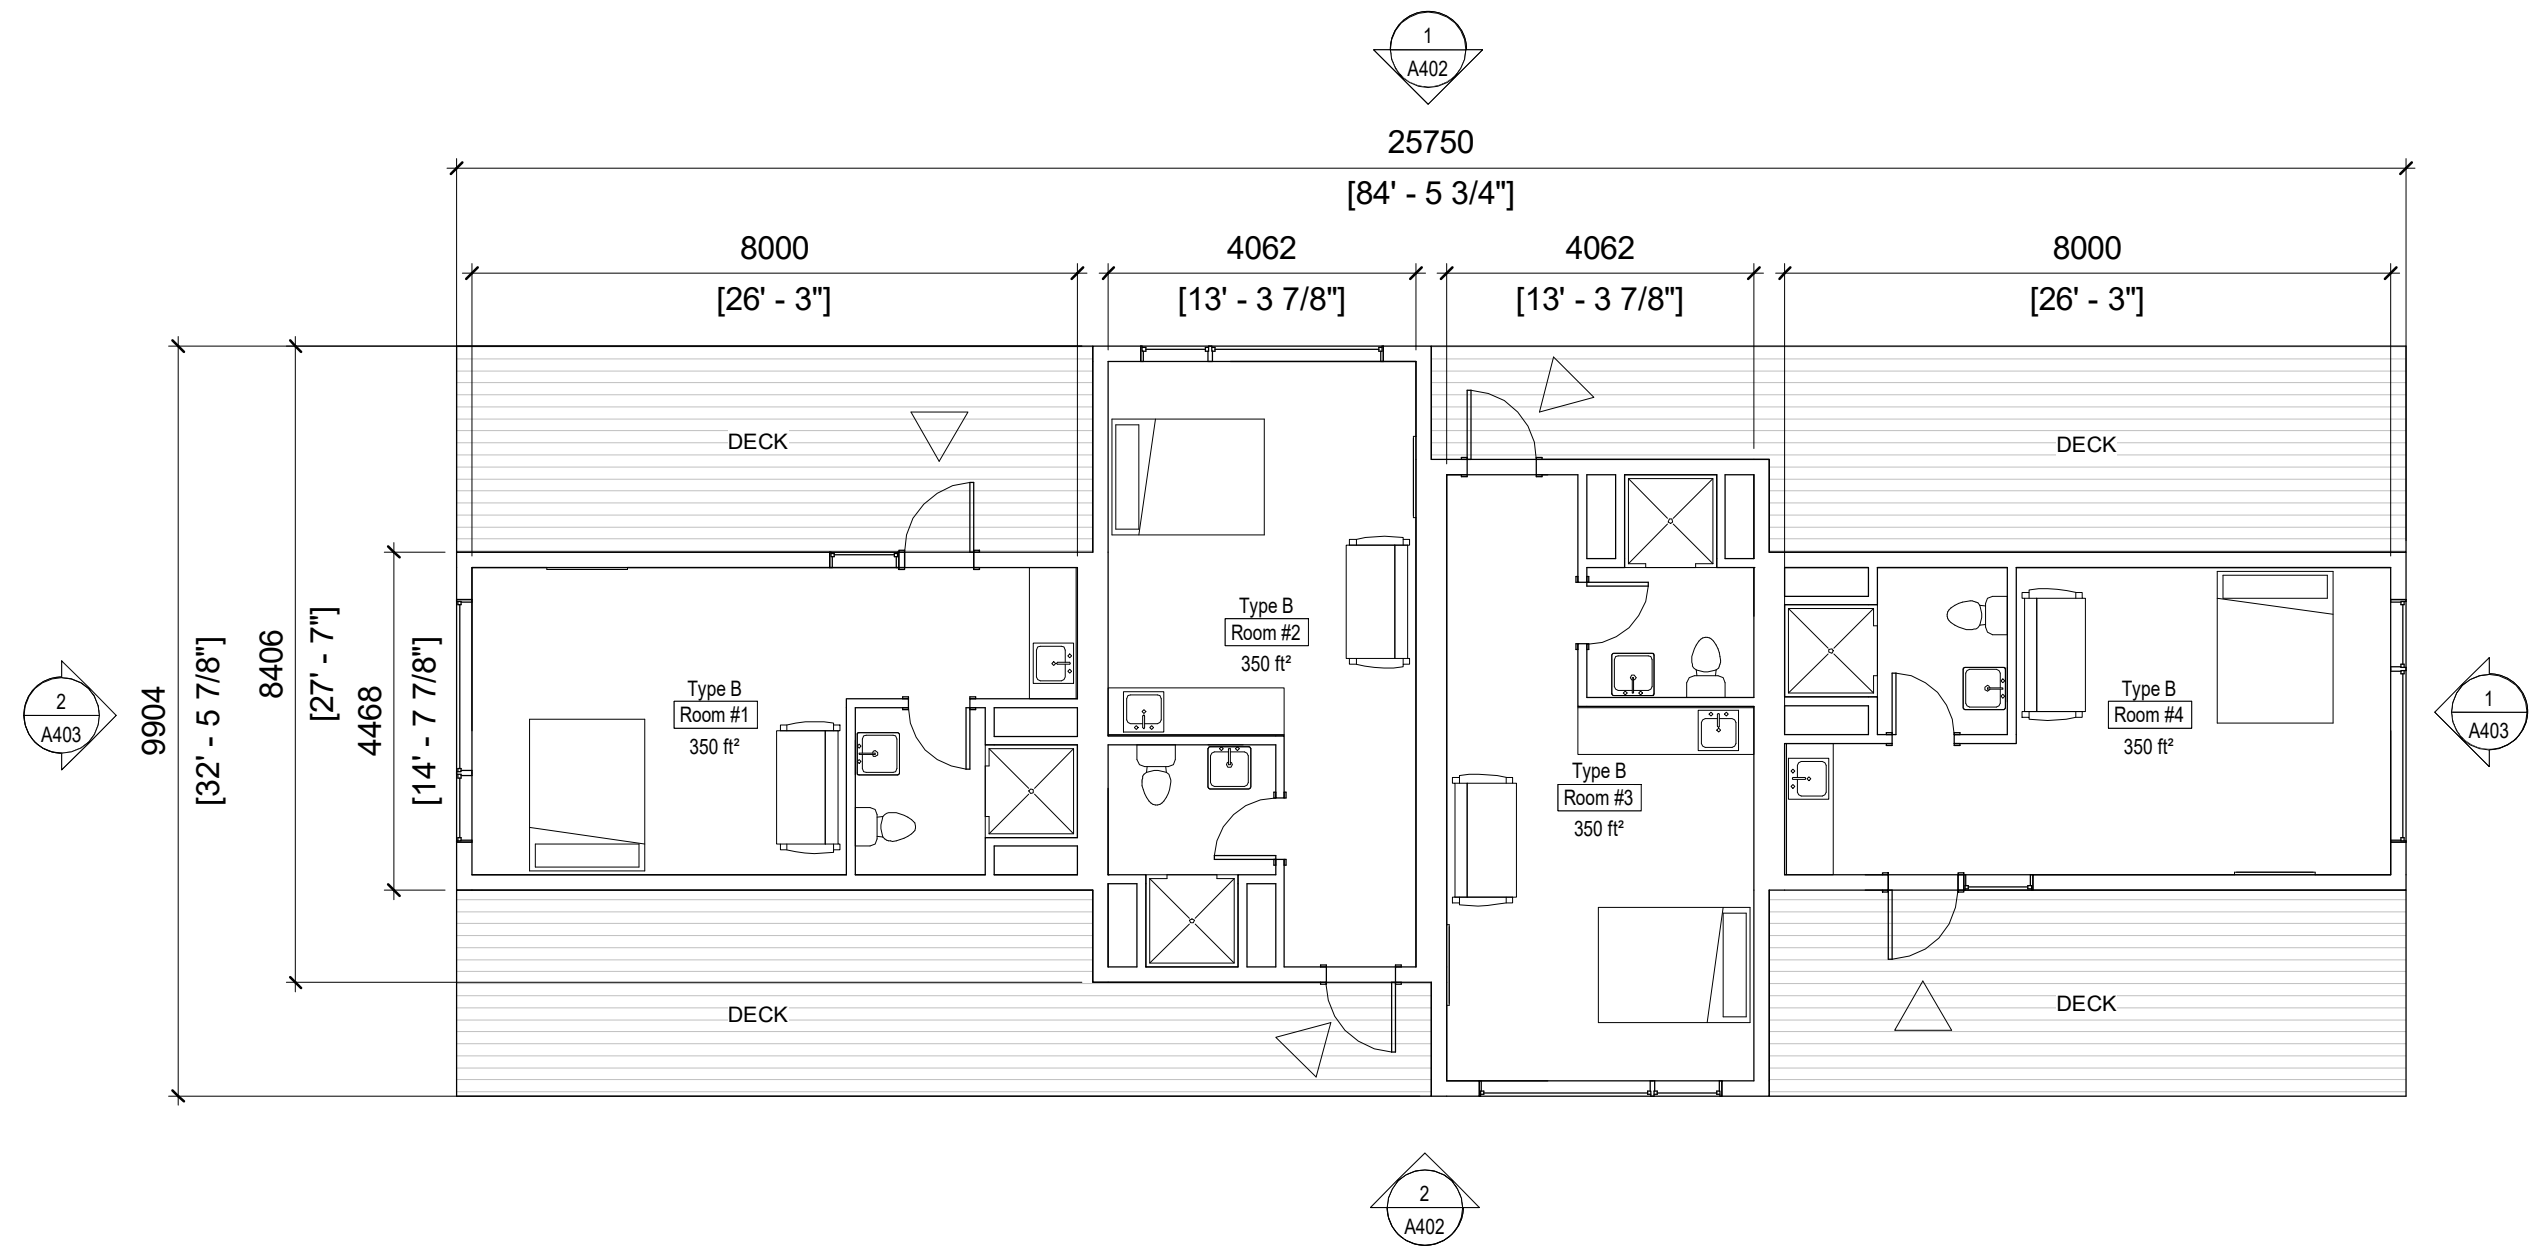 1
A402
25750
[84' - 5 3/4"]
8000
4062
4062
8000
[26' - 3"]
[13' - 3 7/8"]
[13' - 3 7/8"]
[26' - 3"]
DECK
DECK
2
A403
9904
[32' - 5 7/8"]
8406
[27' - 7"]
4468
[14' - 7 7/8"]
Type B
Room #1
350 ft²
Type B
Room #2
350 ft²
Type B
Room #3
350 ft²
Type B
Room #4
350 ft²
1
A403
DECK
DECK
2
A402